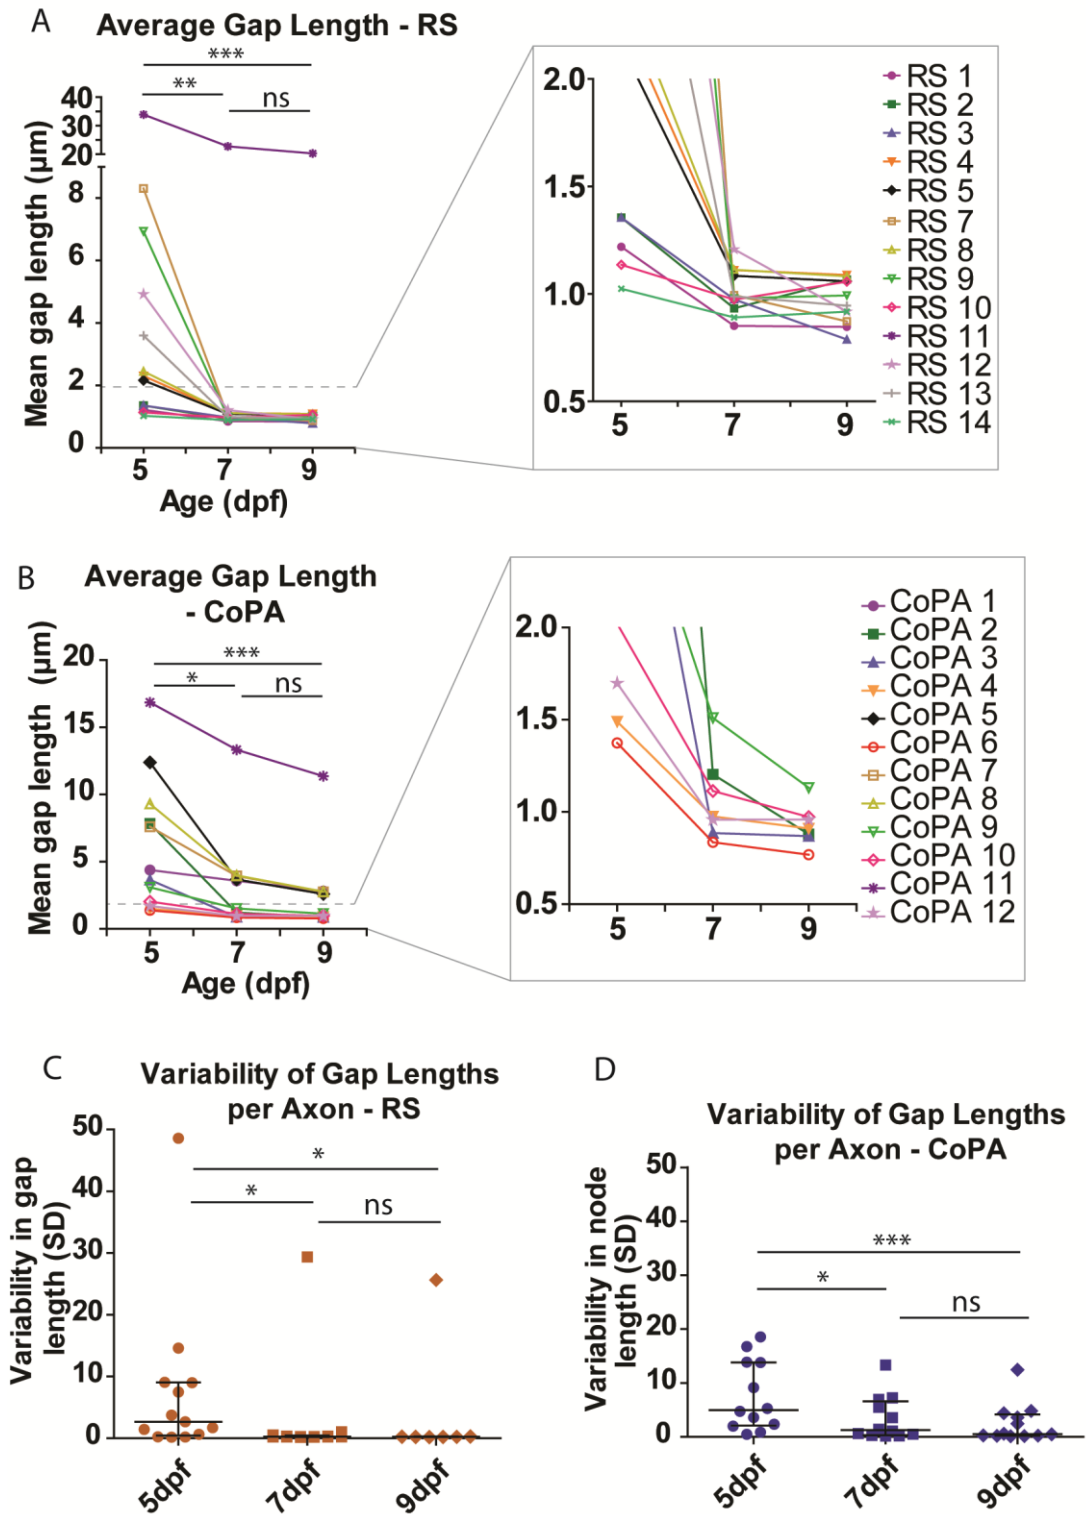 A
Average Gap Length - RS
***
**
ns
Mean gap length (µm)
40
30
20
8
6
4
2
0
5 7 9
Age (dpf)
2.0
1.5
1.0
0.5
5 7 9
RS 1
RS 2
RS 3
RS 4
RS 5
RS 7
RS 8
RS 9
RS 10
RS 11
RS 12
RS 13
RS 14
B
Average Gap Length
- CoPA
***
*
ns
Mean gap length (µm)
20
15
10
5
0
5 7 9
Age (dpf)
2.0
1.5
1.0
0.5
5 7 9
CoPA 1
CoPA 2
CoPA 3
CoPA 4
CoPA 5
CoPA 6
CoPA 7
CoPA 8
CoPA 9
CoPA 10
CoPA 11
CoPA 12
C
Variability of Gap Lengths
per Axon - RS
Variability in gap
length (SD)
50
40
30
20
10
0
*
*
ns
5dpf 7dpf 9dpf
D
Variability of Gap Lengths
per Axon - CoPA
Variability in node
length (SD)
50
40
30
20
10
0
***
*
ns
5dpf 7dpf 9dpf